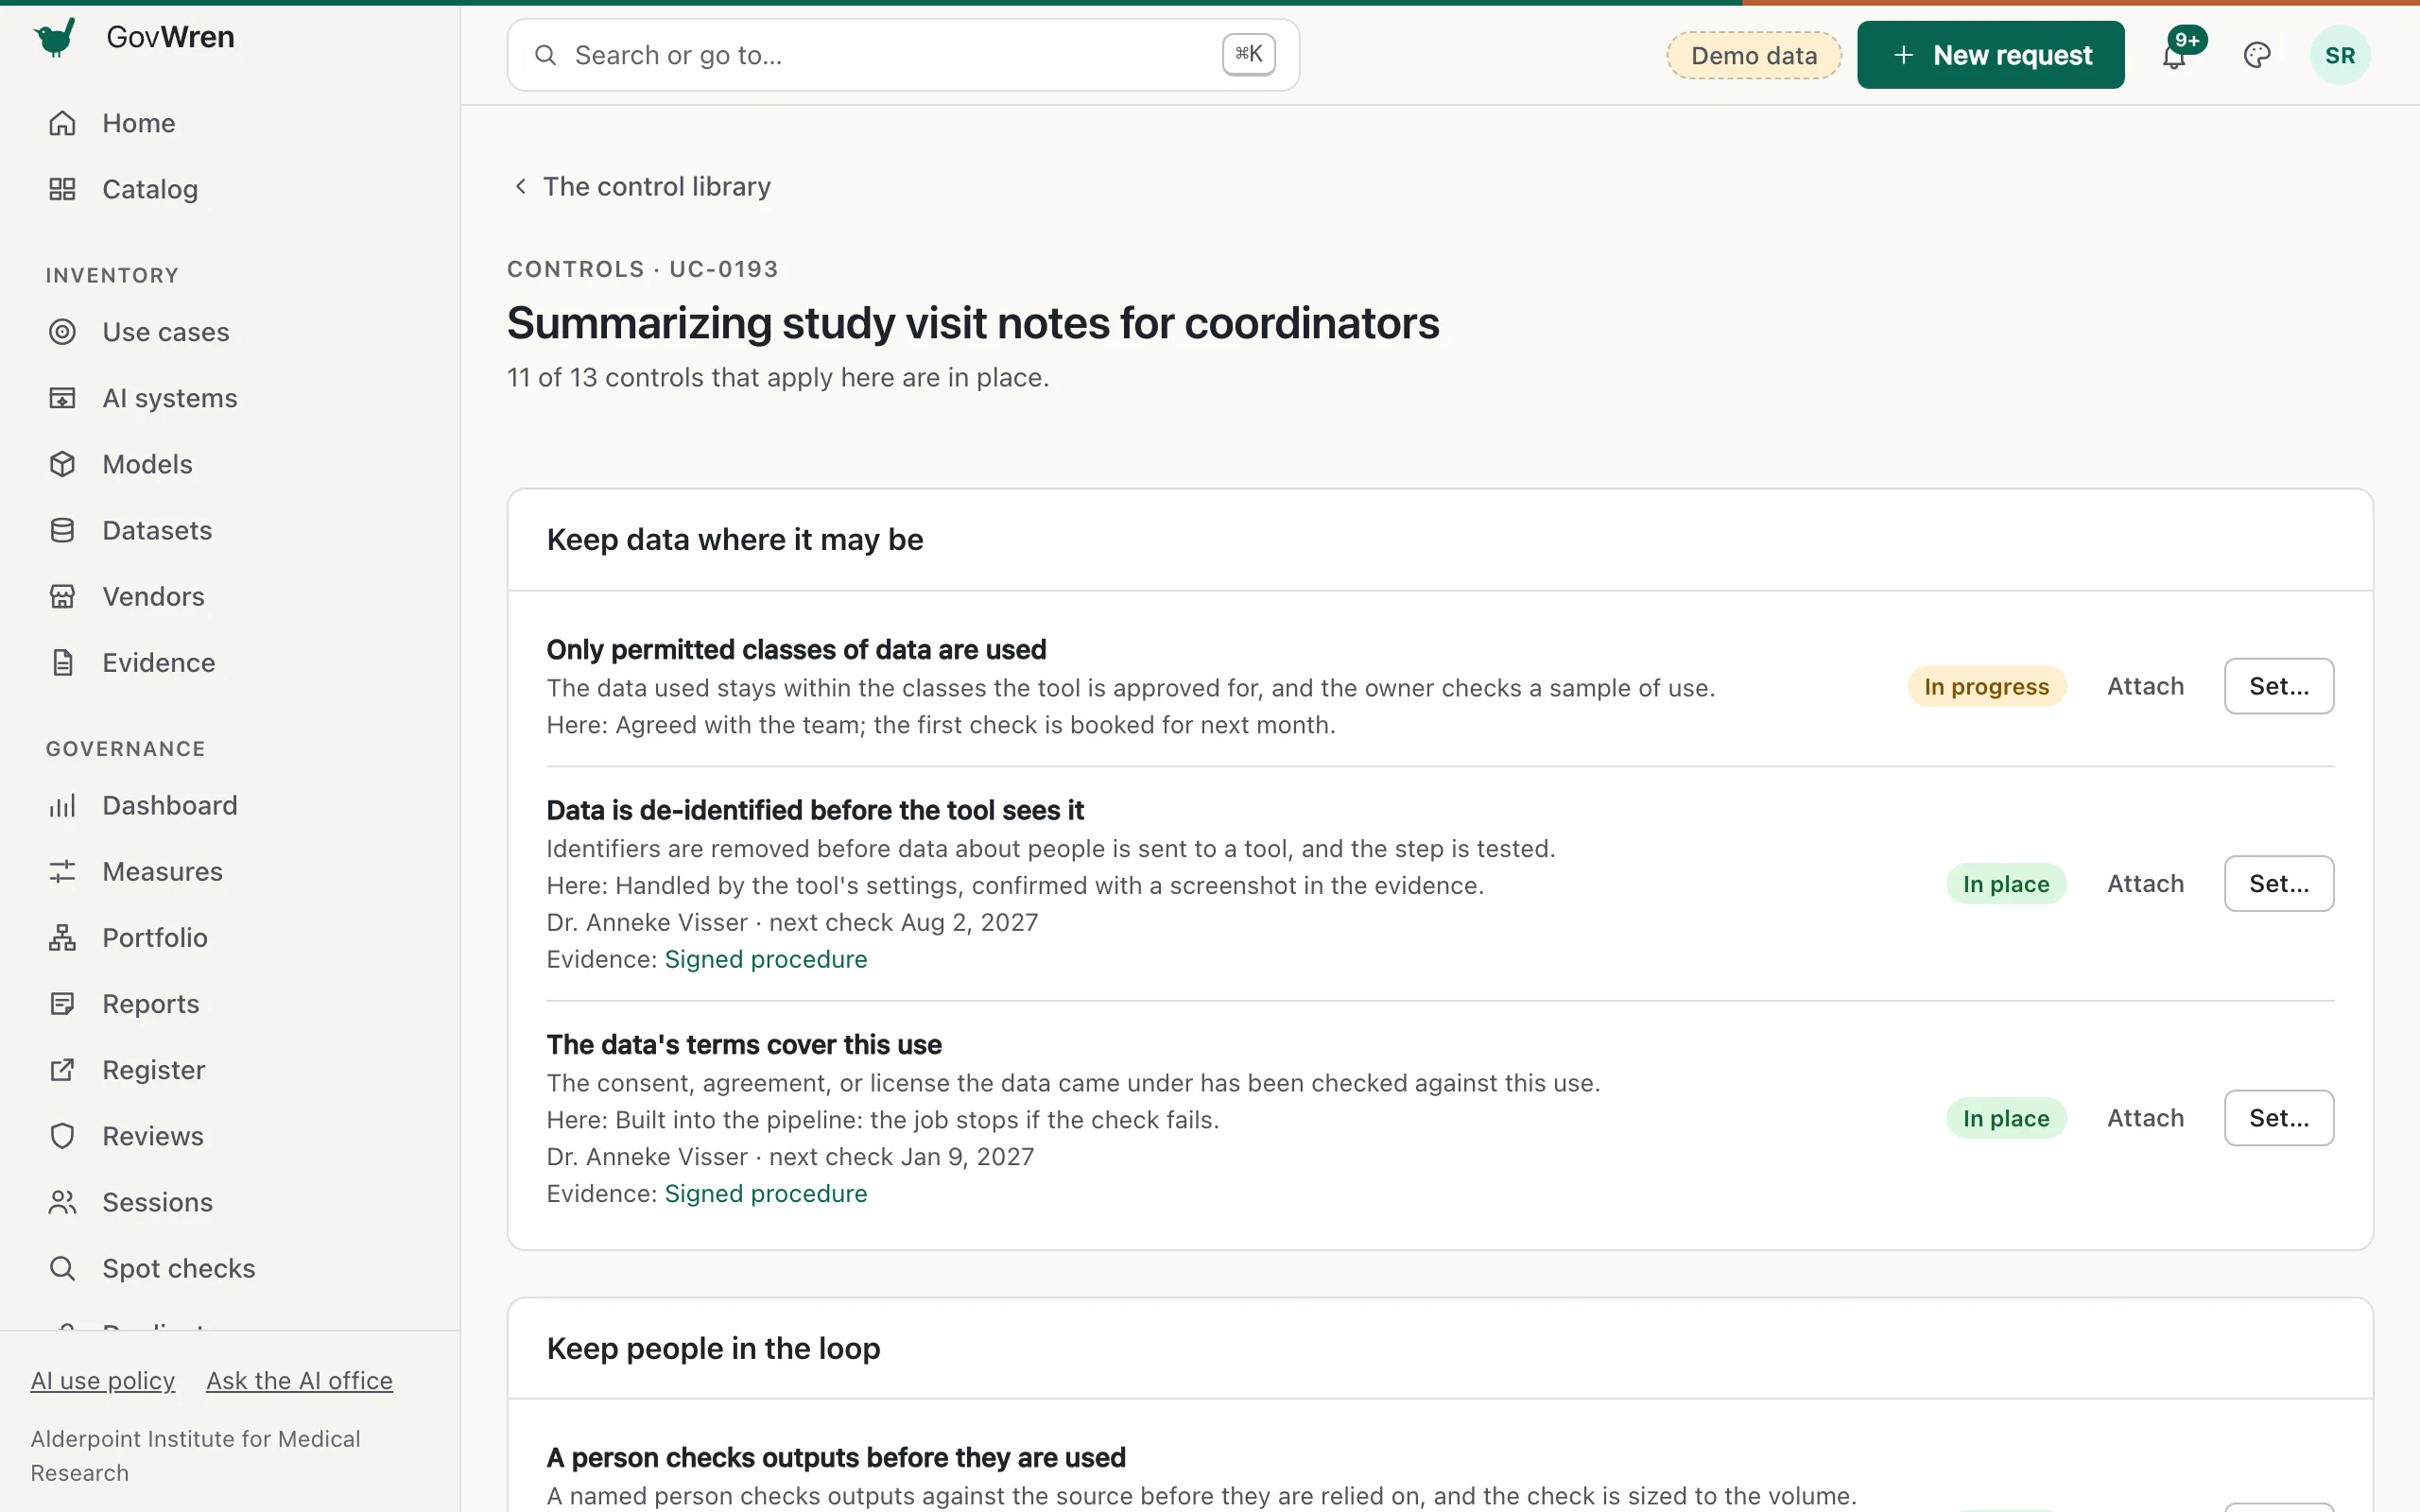 GovWren
Search or go to...
⌘K
Demo data
+ New request
9+
SR
Home
Catalog
INVENTORY
Use cases
AI systems
Models
Datasets
Vendors
Evidence
GOVERNANCE
Dashboard
Measures
Portfolio
Reports
Register
Reviews
Sessions
Spot checks
AI use policy
Ask the AI office
Alderpoint Institute for Medical
Research
The control library
CONTROLS · UC-0193
Summarizing study visit notes for coordinators
11 of 13 controls that apply here are in place.
Keep data where it may be
Only permitted classes of data are used
The data used stays within the classes the tool is approved for, and the owner checks a sample of use.
Here: Agreed with the team; the first check is booked for next month.
In progress
Attach
Set...
Data is de-identified before the tool sees it
Identifiers are removed before data about people is sent to a tool, and the step is tested.
Here: Handled by the tool's settings, confirmed with a screenshot in the evidence.
Dr. Anneke Visser · next check Aug 2, 2027
Evidence: Signed procedure
In place
Attach
Set...
The data's terms cover this use
The consent, agreement, or license the data came under has been checked against this use.
Here: Built into the pipeline: the job stops if the check fails.
Dr. Anneke Visser · next check Jan 9, 2027
Evidence: Signed procedure
In place
Attach
Set...
Keep people in the loop
A person checks outputs before they are used
A named person checks outputs against the source before they are relied on, and the check is sized to the volume.